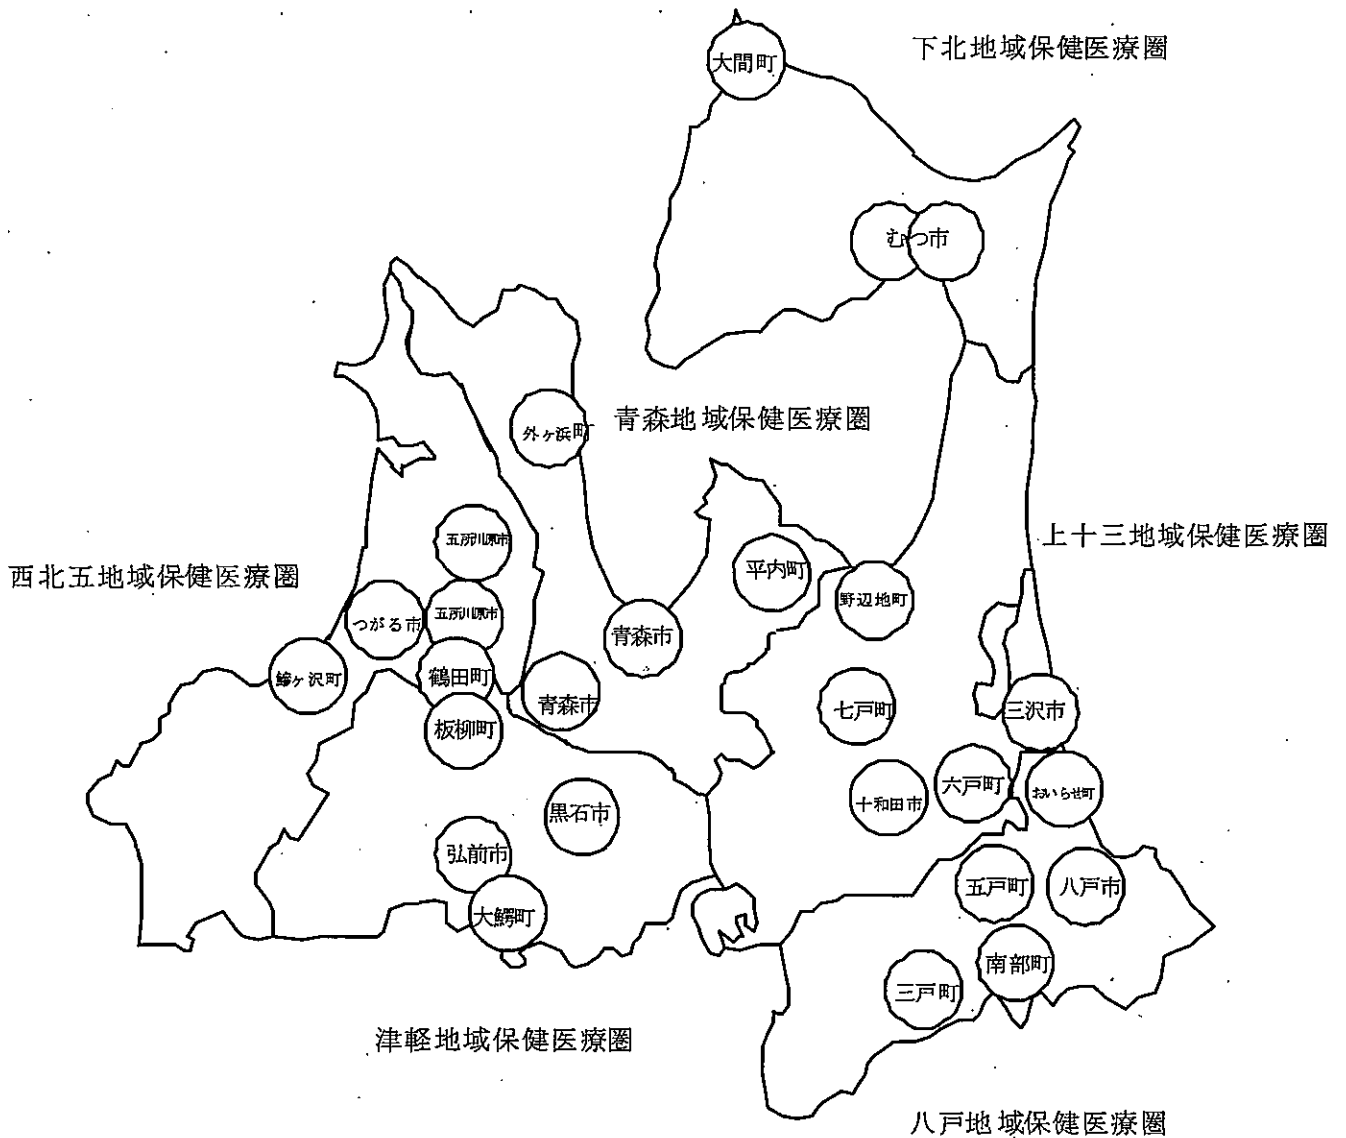 下北地域保健医療圏
大間町
むつ市
青森地域保健医療圏
外ヶ浜町
上十三地域保健医療圏
五所川原市
西北五地域保健医療圏
平内町
野辺地町
つがる市
五所川原市
青森市
鰺ヶ沢町
鶴田町
青森市
七戸町
三沢市
板柳町
六戸町
おいらせ町
十和田市
黒石市
弘前市
五戸町
八戸市
大鰐町
南部町
三戸町
津軽地域保健医療圏
八戸地域保健医療圏